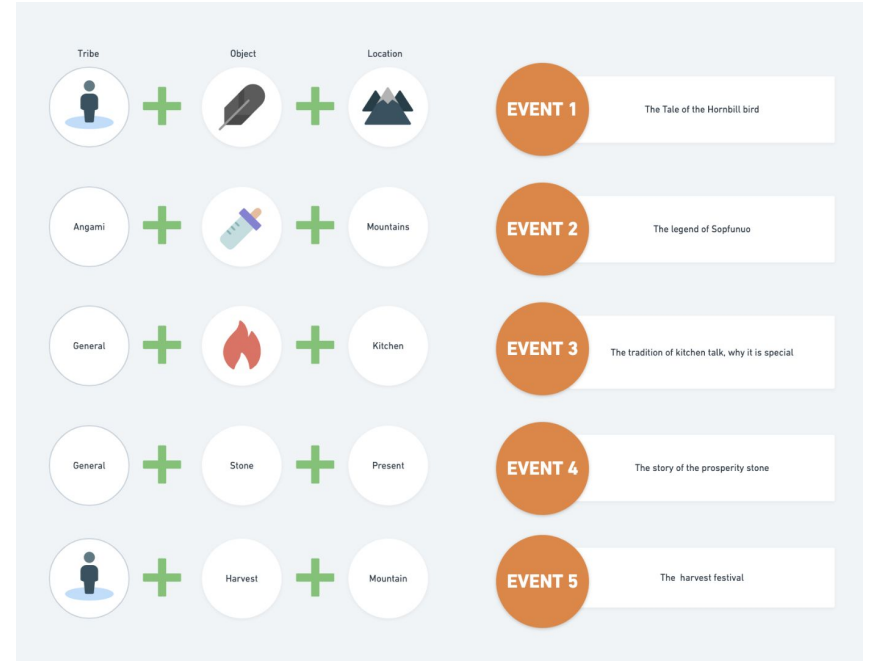 Tribe
Object
Location
EVENT 1
The Tale of the Hornbill bird
Angami
Mountains
EVENT 2
The legend of Sopfunuo
General
Kitchen
EVENT 3
The tradition of kitchen talk, why it is special
General
Stone
Present
EVENT 4
The story of the prosperity stone
Harvest
Mountain
EVENT 5
The harvest festival